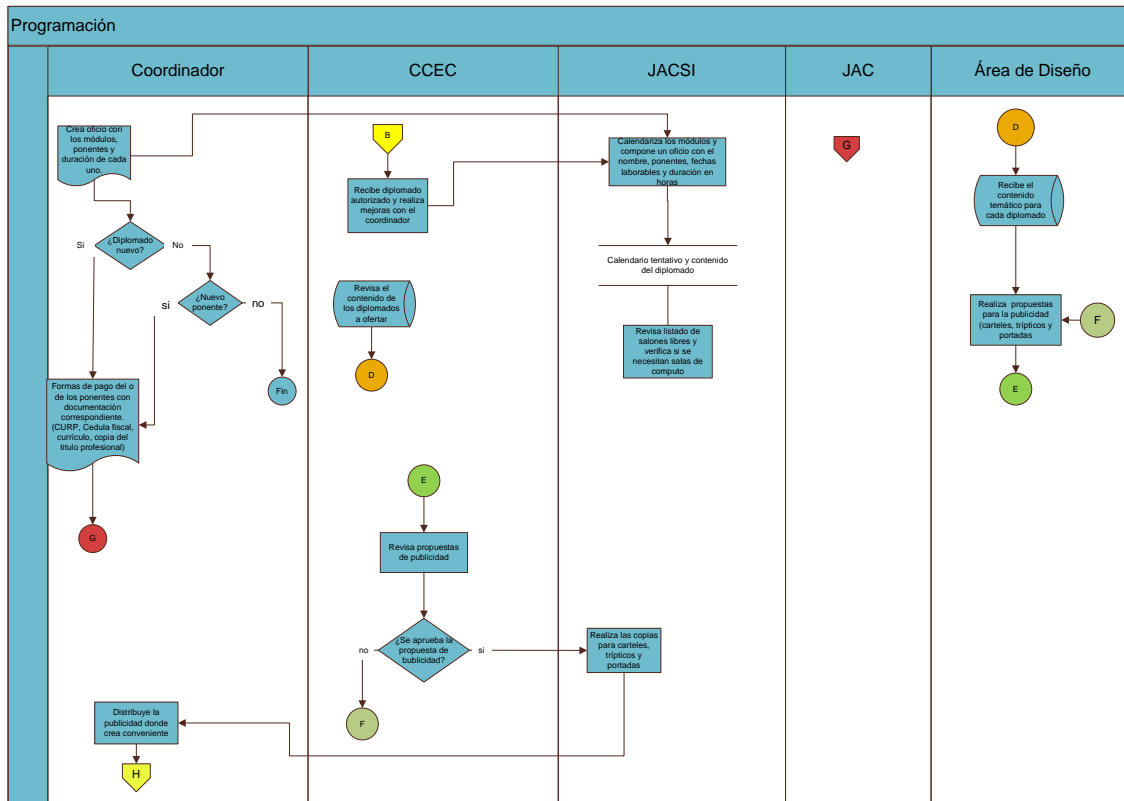 Programación
Coordinador
CCEC
JACSI
JAC
Área de Diseño
Crea oficio con
los módulos,
ponentes y
duración de cada
uno.
¿Diplomado
nuevo?
Si
No
¿Nuevo
ponente?
si
no
Fin
Formas de pago del o
de los ponentes con
documentación
correspondiente.
(CURP, Cedula fiscal,
currículo, copia del
titulo profesional)
G
Distribuye la
publicidad donde
crea conveniente
H
B
Recibe diplomado
autorizado y realiza
mejoras con el
coordinador
Revisa el
contenido de
los diplomados
a ofertar
D
E
Revisa propuestas
de publicidad
¿Se aprueba la
propuesta de
bublicidad?
no
si
F
Calendariza los módulos y
compone un oficio con el
nombre, ponentes, fechas
laborables y duración en
horas
Calendario tentativo y contenido
del diplomado
Revisa listado de
salones libres y
verifica si se
necesitan salas de
computo
Realiza las copias
para carteles,
trípticos y
portadas
G
D
Recibe el
contenido
temático para
cada diplomado
Realiza propuestas
para la publicidad
(carteles, trípticos y
portadas
F
E